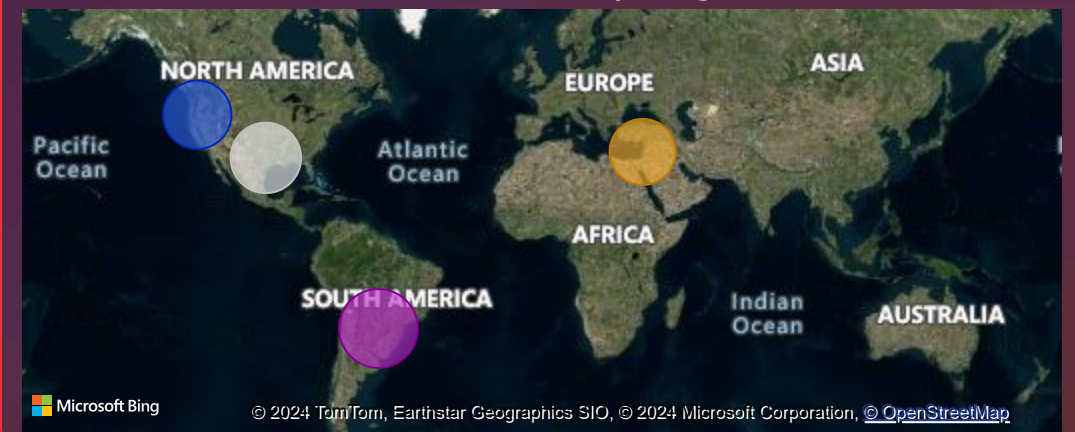 NORTH AMERICA
EUROPE
ASIA
Pacific
Ocean
Atlantic
Ocean
AFRICA
SOUTH AMERICA
Indian
Ocean
AUSTRALIA
Microsoft Bing
© 2024 TomTom, Earthstar Geographics SIO, © 2024 Microsoft Corporation, © OpenStreetMap